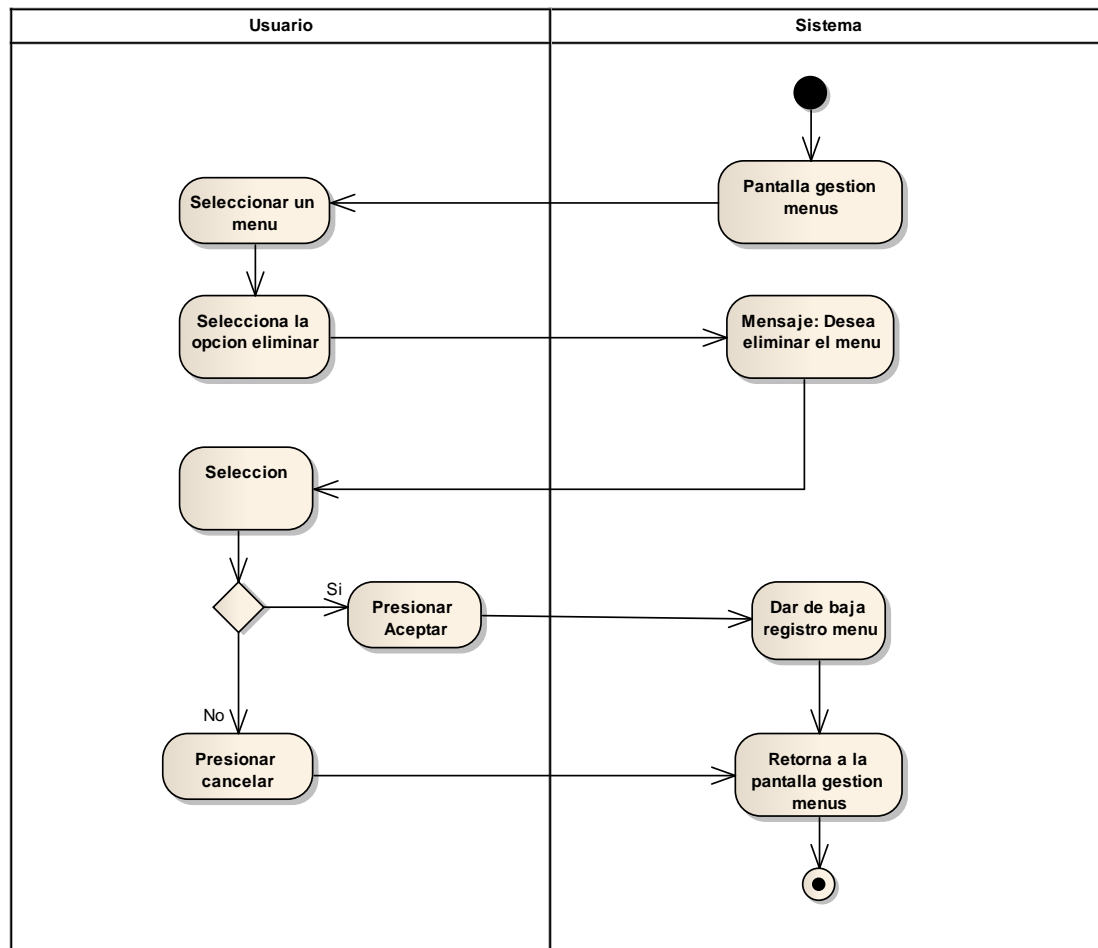 Usuario
Sistema
Pantalla gestion
menus
Seleccionar un
menu
Selecciona la
opcion eliminar
Mensaje: Desea
eliminar el menu
Seleccion
Si
Presionar
Aceptar
Dar de baja
registro menu
No
Presionar
cancelar
Retorna a la
pantalla gestion
menus